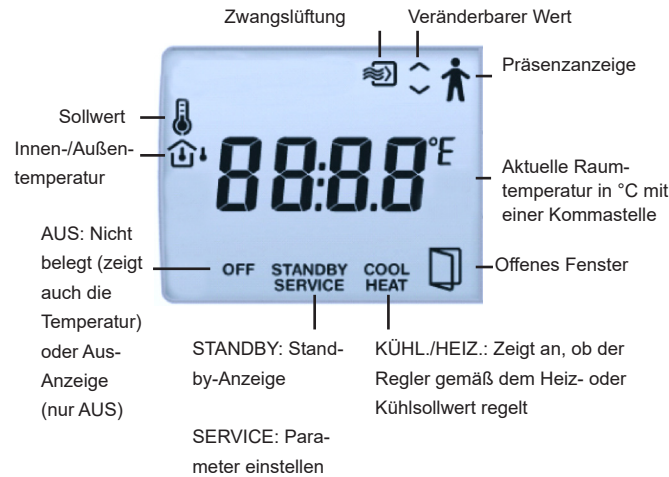 Zwangslüftung
Veränderbarer Wert
Präsenzanzeige
Sollwert
Innen-/Außen-
temperatur
88:8.8
°E
Aktuelle Raum-
temperatur in °C mit
einer Kommastelle
AUS: Nicht
belegt (zeigt
auch die
Temperatur)
oder Aus-
Anzeige
(nur AUS)
OFF
STANDBY
SERVICE
COOL
HEAT
Offenes Fenster
STANDBY: Stand-
by-Anzeige
SERVICE: Para-
meter einstellen
KÜHL./HEIZ.: Zeigt an, ob der
Regler gemäß dem Heiz- oder
Kühlsollwert regelt